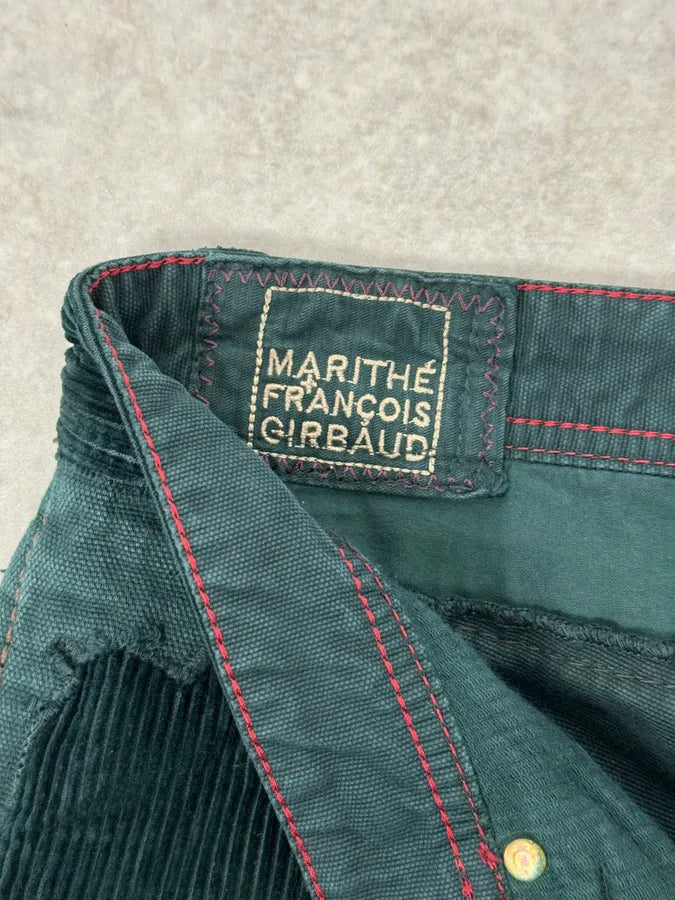 MARITHÉ
+
FRANÇOIS
GIRBAUD